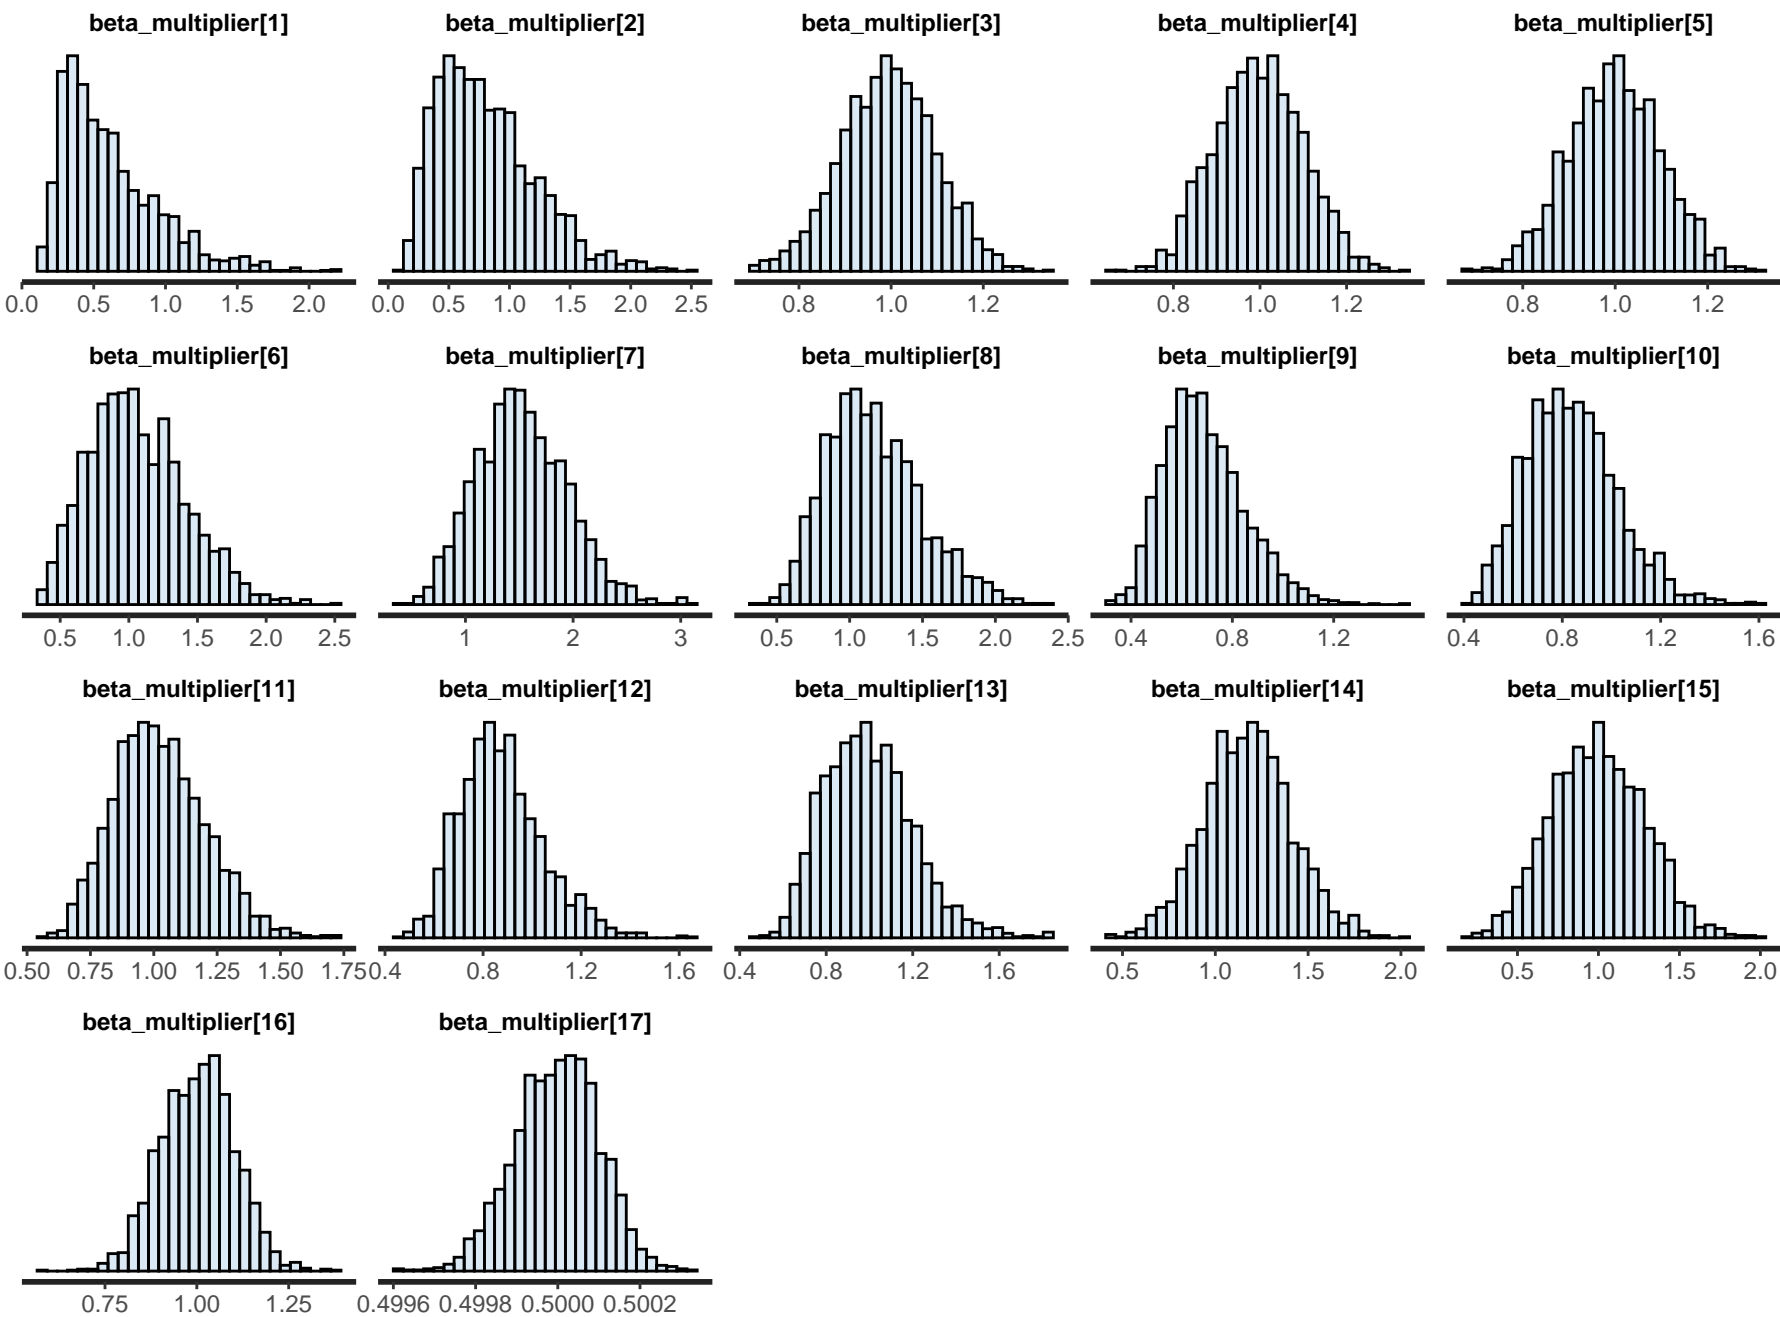 beta_multiplier[1] beta_multiplier[2] beta_multiplier[3] beta_multiplier[4] beta_multiplier[5]
0.0 0.5 1.0 1.5 2.0 0.0 0.5 1.0 1.5 2.0 2.5 0.8 1.0 1.2 0.8 1.0 1.2 0.8 1.0 1.2
beta_multiplier[6] beta_multiplier[7] beta_multiplier[8] beta_multiplier[9] beta_multiplier[10]
0.5 1.0 1.5 2.0 2.5 1 2 3 0.5 1.0 1.5 2.0 2.5 0.4 0.8 1.2 0.4 0.8 1.2 1.6
beta_multiplier[11] beta_multiplier[12] beta_multiplier[13] beta_multiplier[14] beta_multiplier[15]
0.50 0.75 1.00 1.25 1.50 1.75 0.4 0.8 1.2 1.6 0.4 0.8 1.2 1.6 0.5 1.0 1.5 2.0 0.5 1.0 1.5 2.0
beta_multiplier[16] beta_multiplier[17]
0.75 1.00 1.25 0.4996 0.4998 0.5000 0.5002